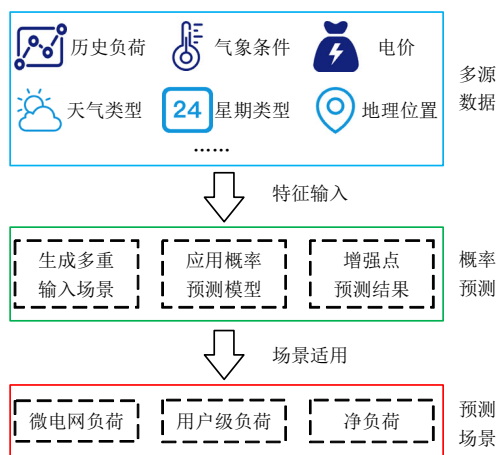 历史负荷 气象条件 电价
天气类型 24 星期类型 地理位置
……
多源
数据
特征输入
生成多重 应用概率 增强点
输入场景 预测模型 预测结果
概率
预测
场景适用
微电网负荷 用户级负荷 净负荷
预测
场景